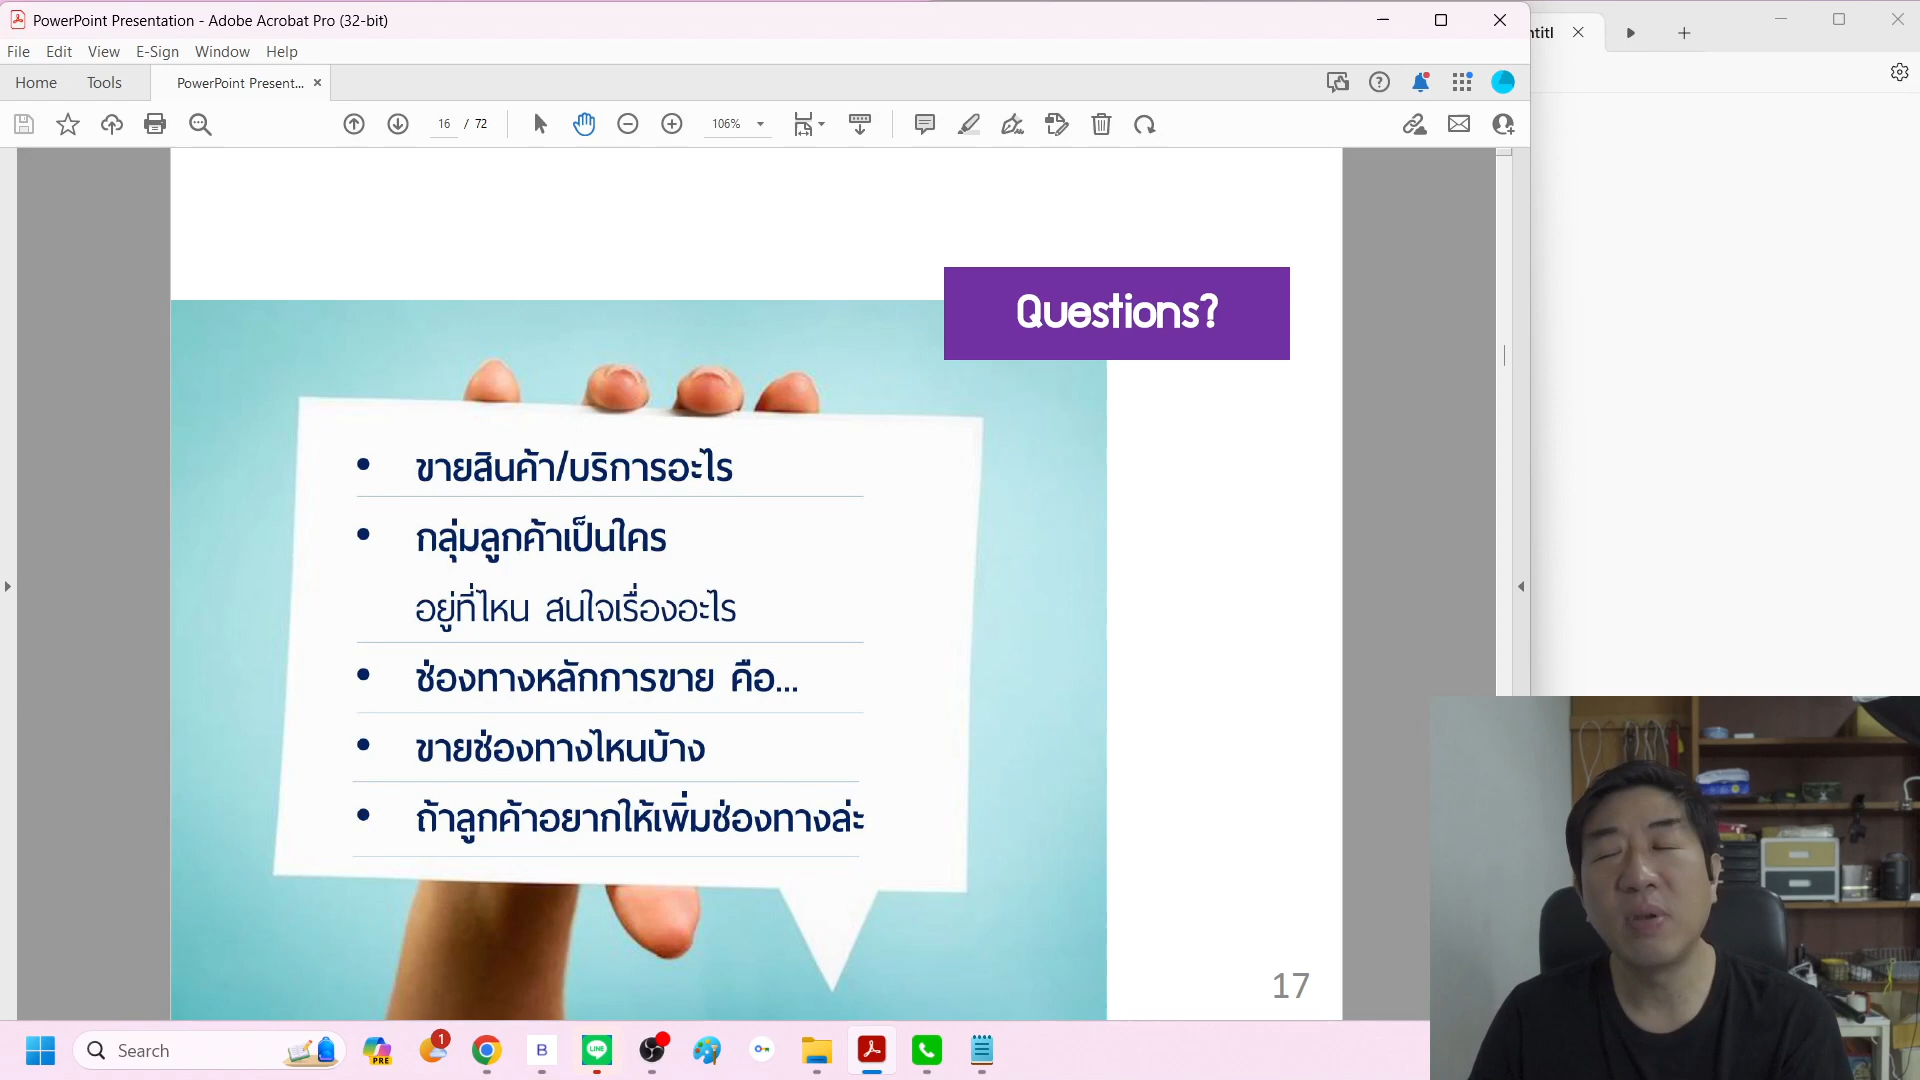 PowerPoint Presentation - Adobe Acrobat Pro (32-bit)
ntitl
File Edit View E-Sign Window Help
Home Tools PowerPoint Present...
16 / 72 106%
Questions?
• ขายสินค้า/บริการอะไร
• กลุ่มลูกค้าเป็นใคร
อยู่ที่ไหน สนใจเรื่องอะไร
• ช่องทางหลักการขาย คือ...
• ขายช่องทางไหนบ้าง
• ถ้าลูกค้าอยากให้เพิ่มช่องทางล่ะ
17
Search
PRE
1
B
LINE